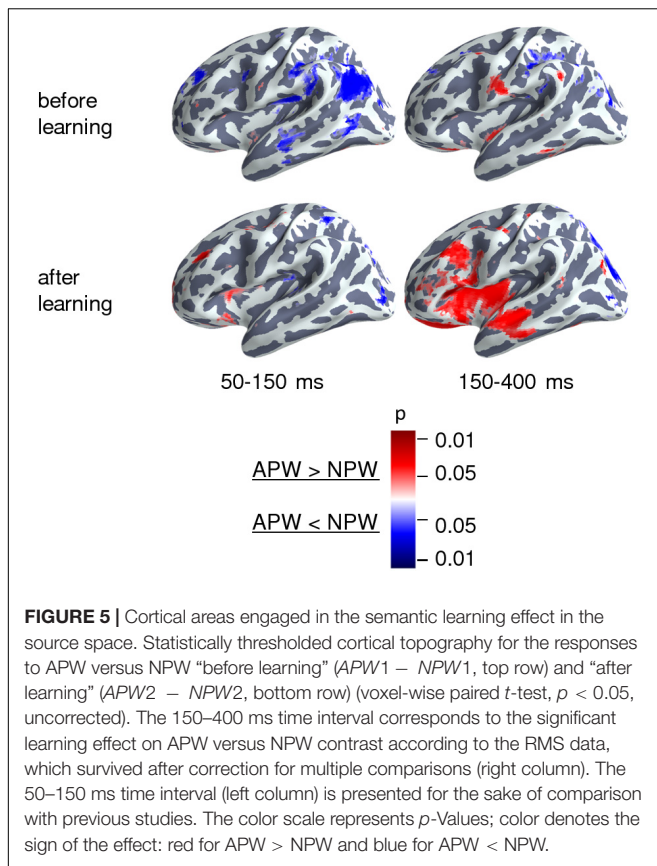 before
learning
after
learning
50-150 ms
150-400 ms
p
0.01
APW > NPW
0.05
APW < NPW
0.05
0.01
FIGURE 5 | Cortical areas engaged in the semantic learning effect in the
source space. Statistically thresholded cortical topography for the responses
to APW versus NPW “before learning” (APW1 − NPW1, top row) and “after
learning” (APW2 − NPW2, bottom row) (voxel-wise paired t-test, p < 0.05,
uncorrected). The 150–400 ms time interval corresponds to the significant
learning effect on APW versus NPW contrast according to the RMS data,
which survived after correction for multiple comparisons (right column). The
50–150 ms time interval (left column) is presented for the sake of comparison
with previous studies. The color scale represents p-Values; color denotes the
sign of the effect: red for APW > NPW and blue for APW < NPW.